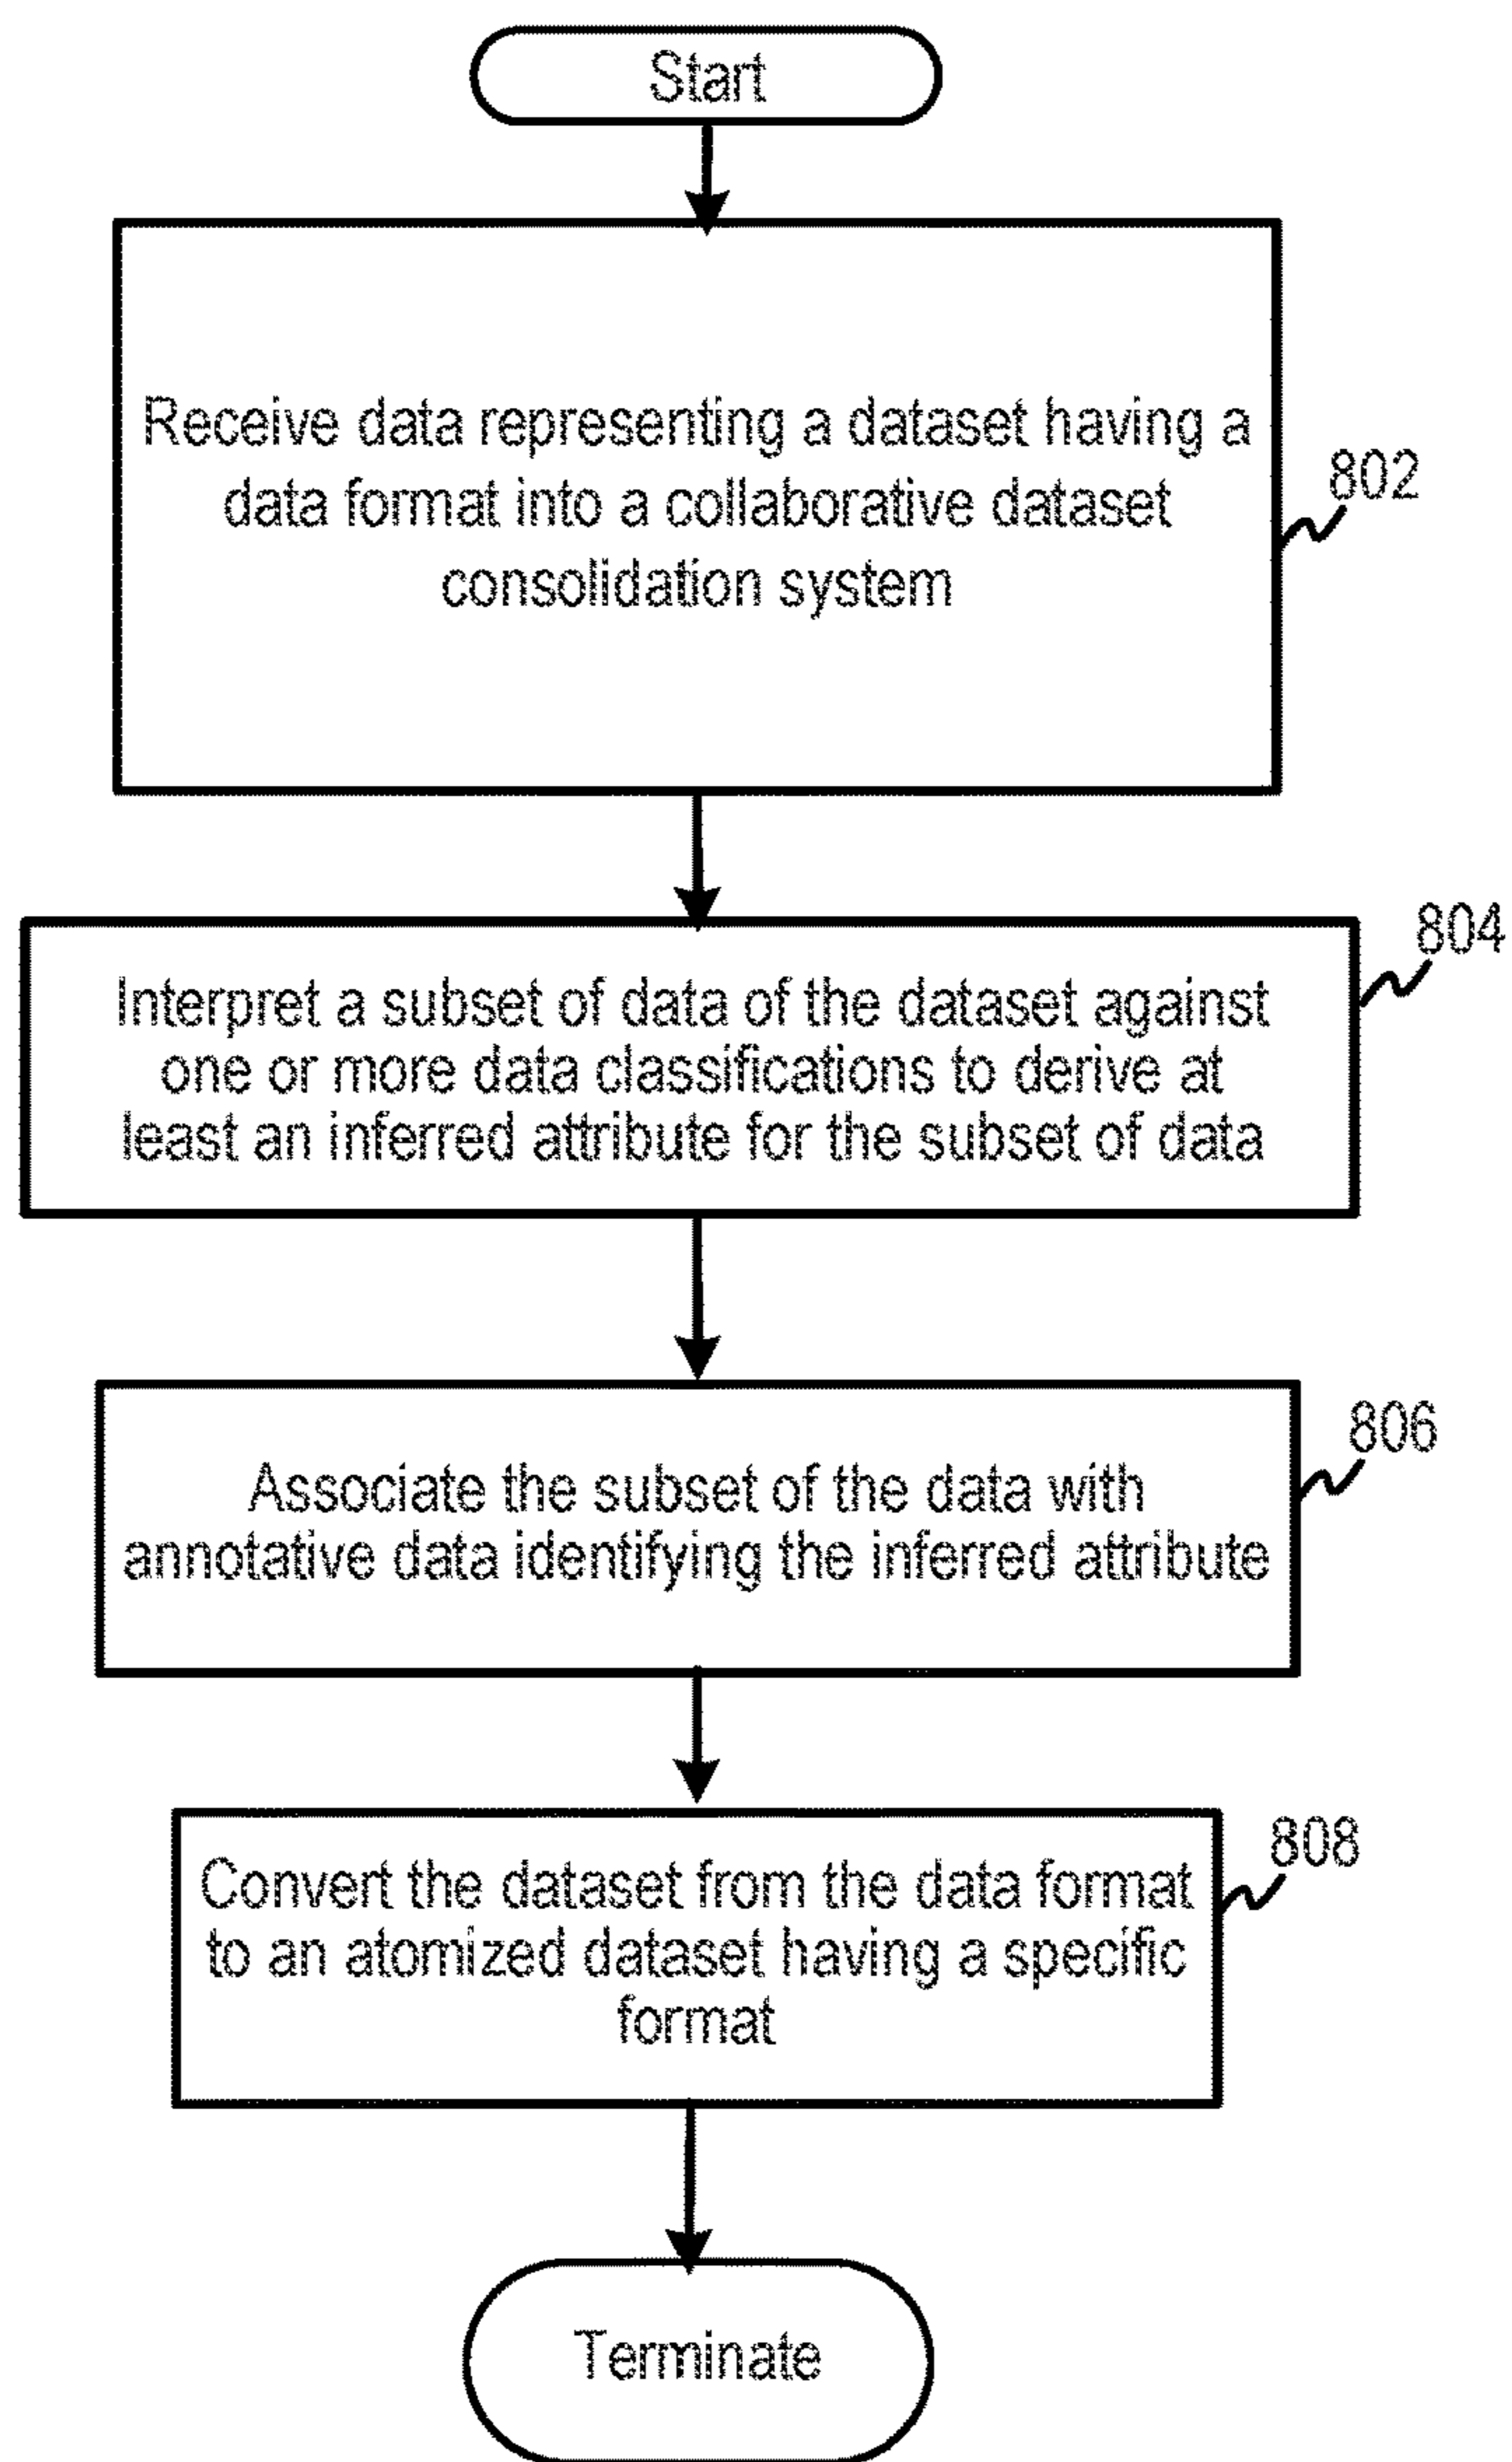 Start
Receive data representing a dataset having a
data format into a collaborative dataset
consolidation system
802
Interpret a subset of data of the dataset against
one or more data classifications to derive at
least an inferred attribute for the subset of data
804
Associate the subset of the data with
annotative data identifying the inferred attribute
806
Convert the dataset from the data format
to an atomized dataset having a specific
format
808
Terminate